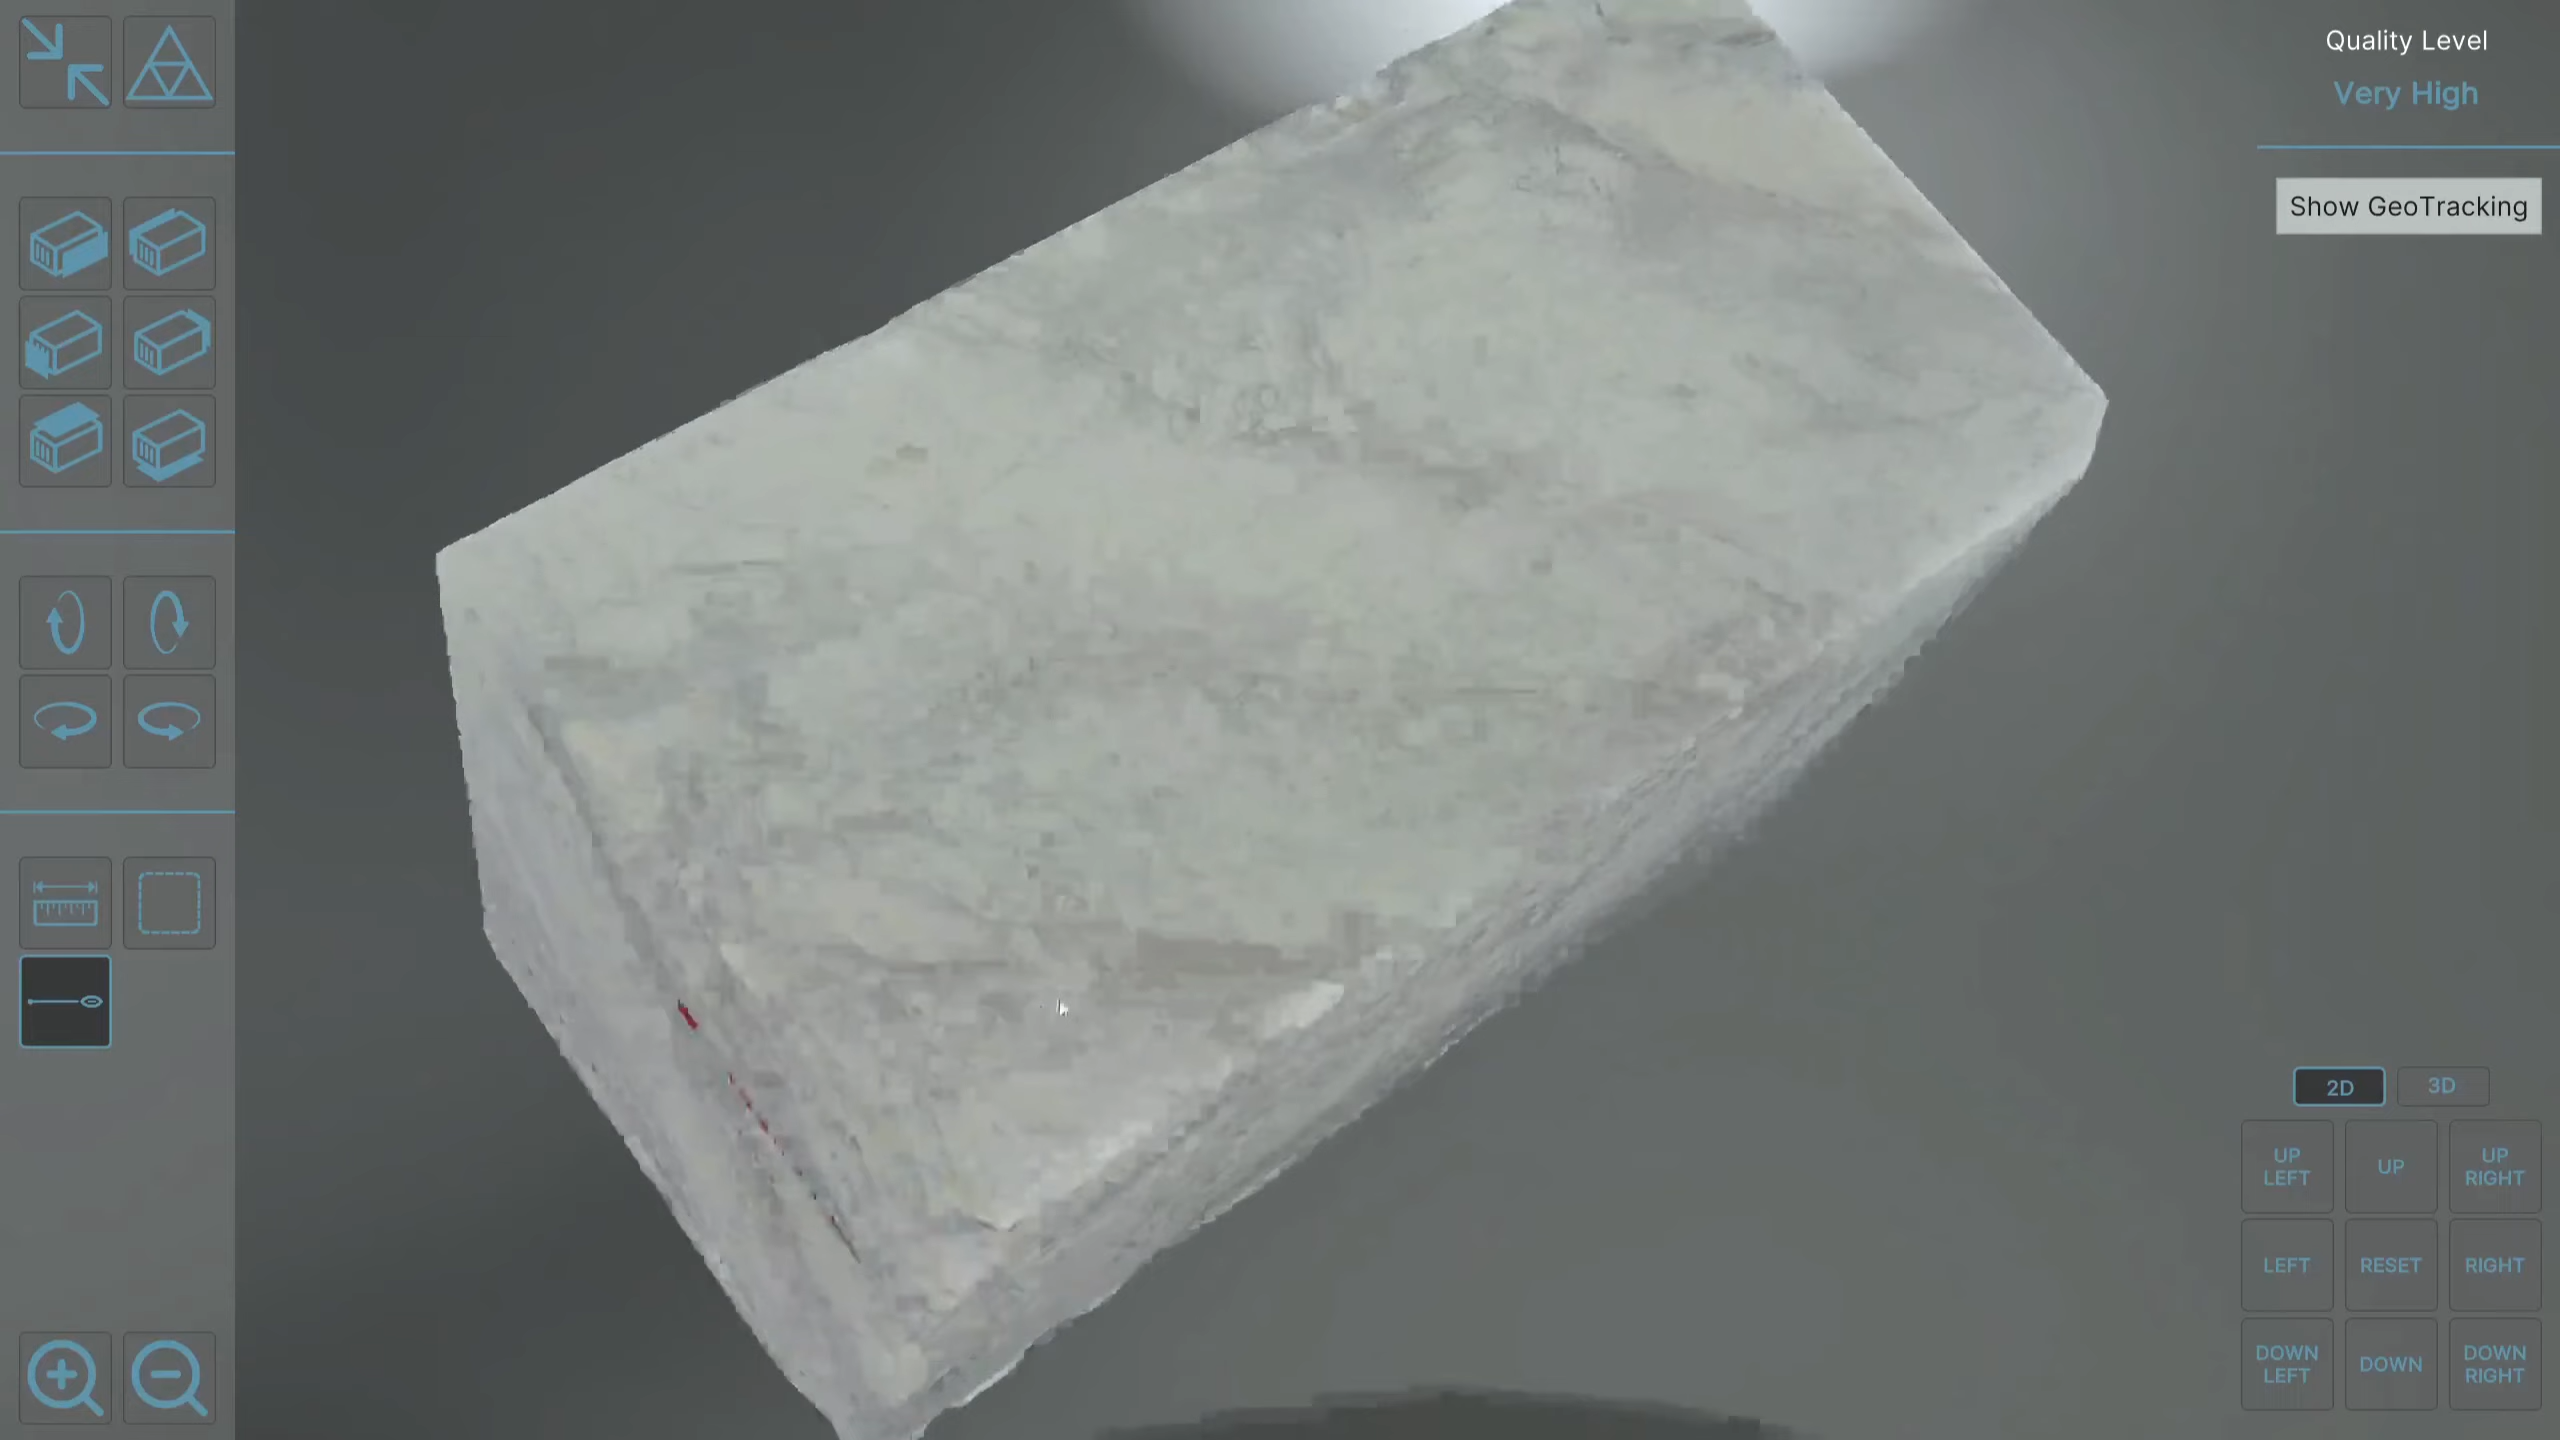 Quality Level
Very High
Show GeoTracking
2D
3D
UP
LEFT
UP
UP
RIGHT
LEFT
RESET
RIGHT
DOWN
LEFT
DOWN
DOWN
RIGHT